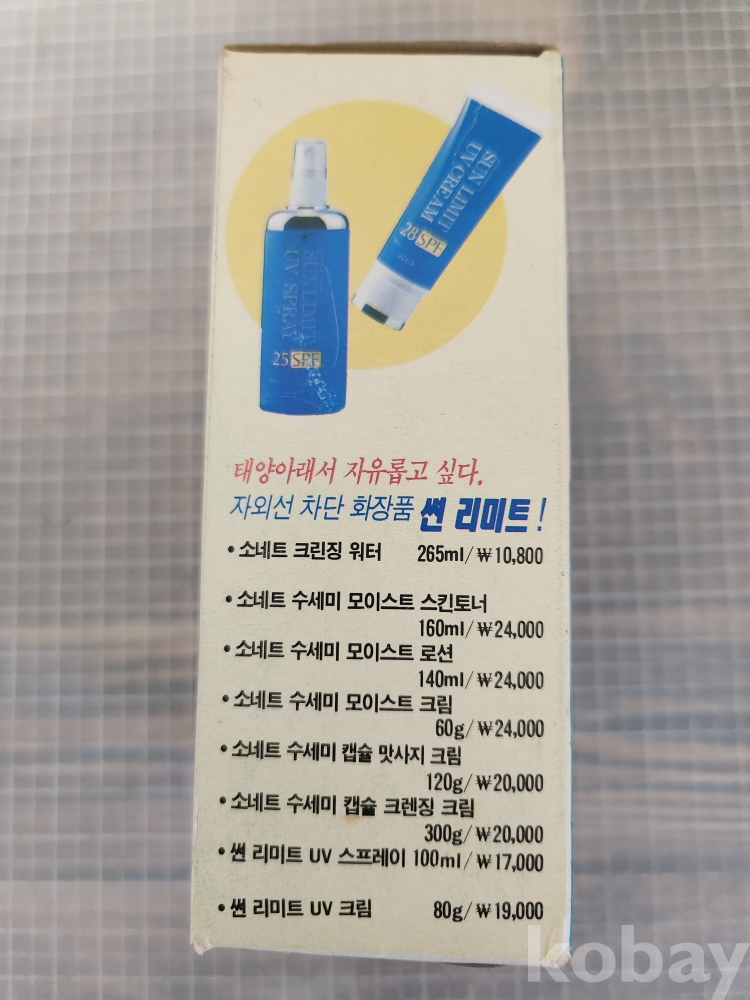 SUN LIMIT
UV CREAM
28 SPF
SUN LIMIT
UV SPRAY
25 SPF
태양아래서 자유롭고 싶다.
자외선 차단 화장품 썬 리미트!
• 소네트 크린징 워터 265ml/₩10,800
• 소네트 수세미 모이스트 스킨토너
160ml/₩24,000
• 소네트 수세미 모이스트 로션
140ml/₩24,000
• 소네트 수세미 모이스트 크림
60g/₩24,000
• 소네트 수세미 캡슐 맛사지 크림
120g/₩20,000
• 소네트 수세미 캡슐 크렌징 크림
300g/₩20,000
• 썬 리미트 UV 스프레이 100ml/₩17,000
• 썬 리미트 UV 크림 80g/₩19,000
kobay